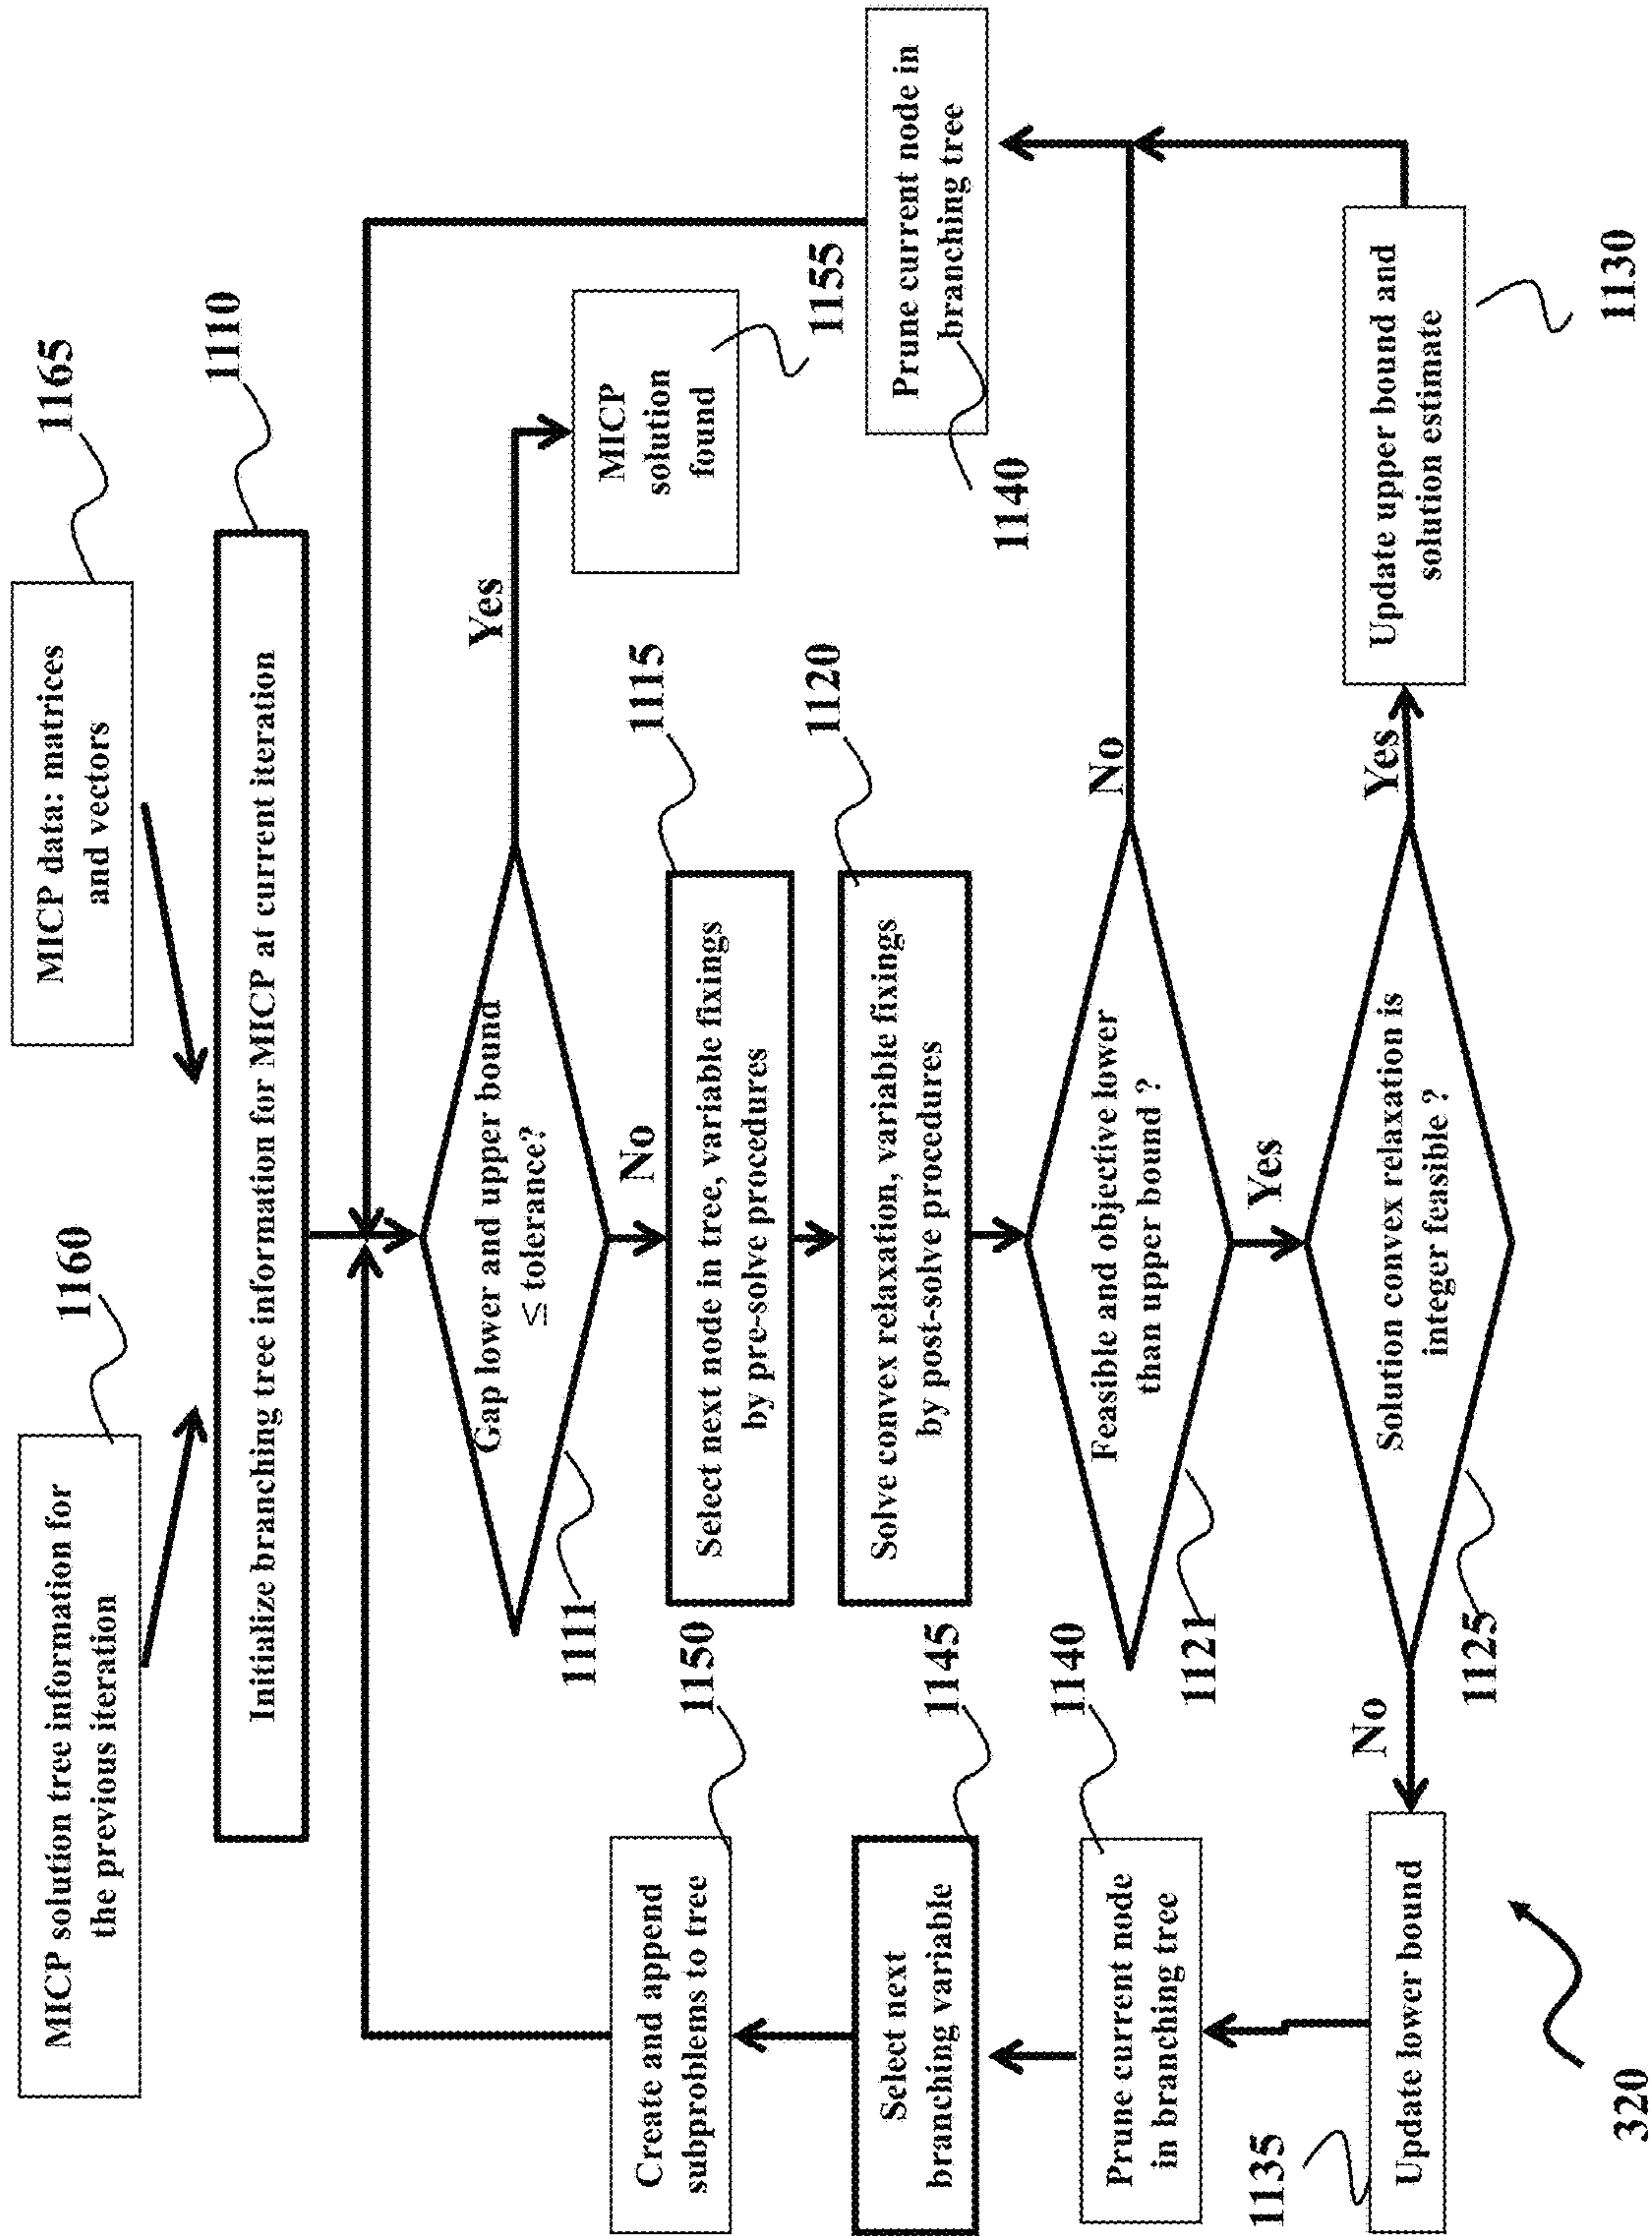 MICP solution tree information for
the previous iteration
1160
MICP data: matrices
and vectors
1165
Initialize branching tree information for MICP at current iteration
1110
Gap lower and upper bound
≤ tolerance?
1111
Yes
No
MICP
solution
found
1155
Create and append
subproblems to tree
1150
Select next node in tree, variable fixings
by pre-solve procedures
1115
Select next
branching variable
1145
Solve convex relaxation, variable fixings
by post-solve procedures
1120
Prune current node in
branching tree
1140
Prune current node
in branching tree
1140
Feasible and objective lower
than upper bound ?
1121
No
Yes
Update lower bound
1135
No
Solution convex relaxation is
integer feasible ?
1125
Yes
Update upper bound and
solution estimate
1130
320